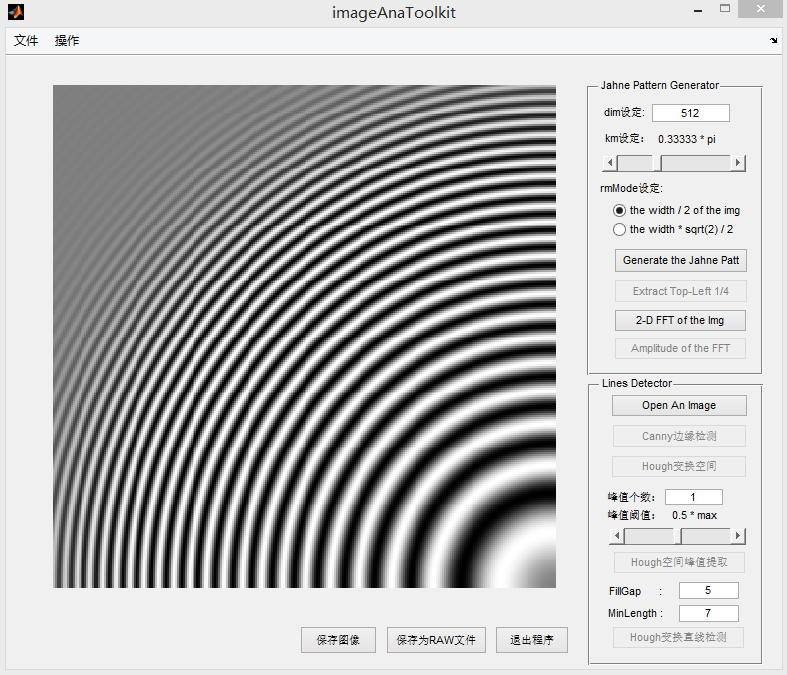 imageAnaToolkit
文件 操作
Jahne Pattern Generator
dim设定: 512
km设定: 0.33333 * pi
rmMode设定:
the width / 2 of the img
the width * sqrt(2) / 2
Generate the Jahne Patt
Extract Top-Left 1/4
2-D FFT of the Img
Amplitude of the FFT
Lines Detector
Open An Image
Canny边缘检测
Hough变换空间
峰值个数: 1
峰值阈值: 0.5 * max
Hough空间峰值提取
FillGap : 5
MinLength : 7
Hough变换直线检测
保存图像 保存为RAW文件 退出程序